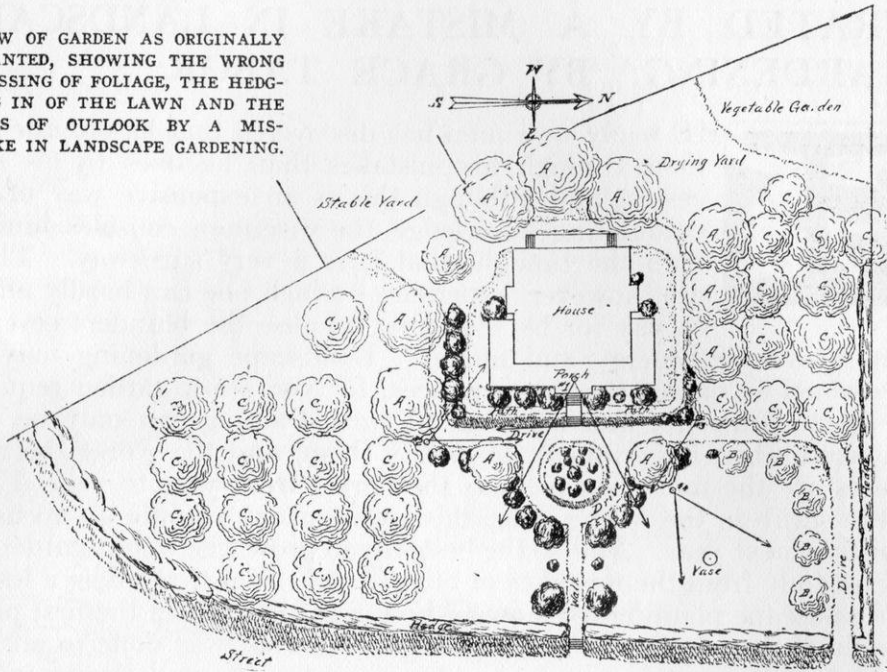 W OF GARDEN AS ORIGINALLY
NTED, SHOWING THE WRONG
SSING OF FOLIAGE, THE HEDG-
G IN OF THE LAWN AND THE
S OF OUTLOOK BY A MIS-
KE IN LANDSCAPE GARDENING.
W
S
N
Vegetable Garden
Drying Yard
Stable Yard
A
A
A
A
C
C
C
C
C
A
C
C
House
A
C
C
C
A
A
C
C
C
C
C
C
Porch
Path
Path
Drive
A
A
C
C
C
C
C
C
B
B
B
B
B
Drive
Vase
Hedge
Drive
Walk
C
C
C
C
Hedge
Street